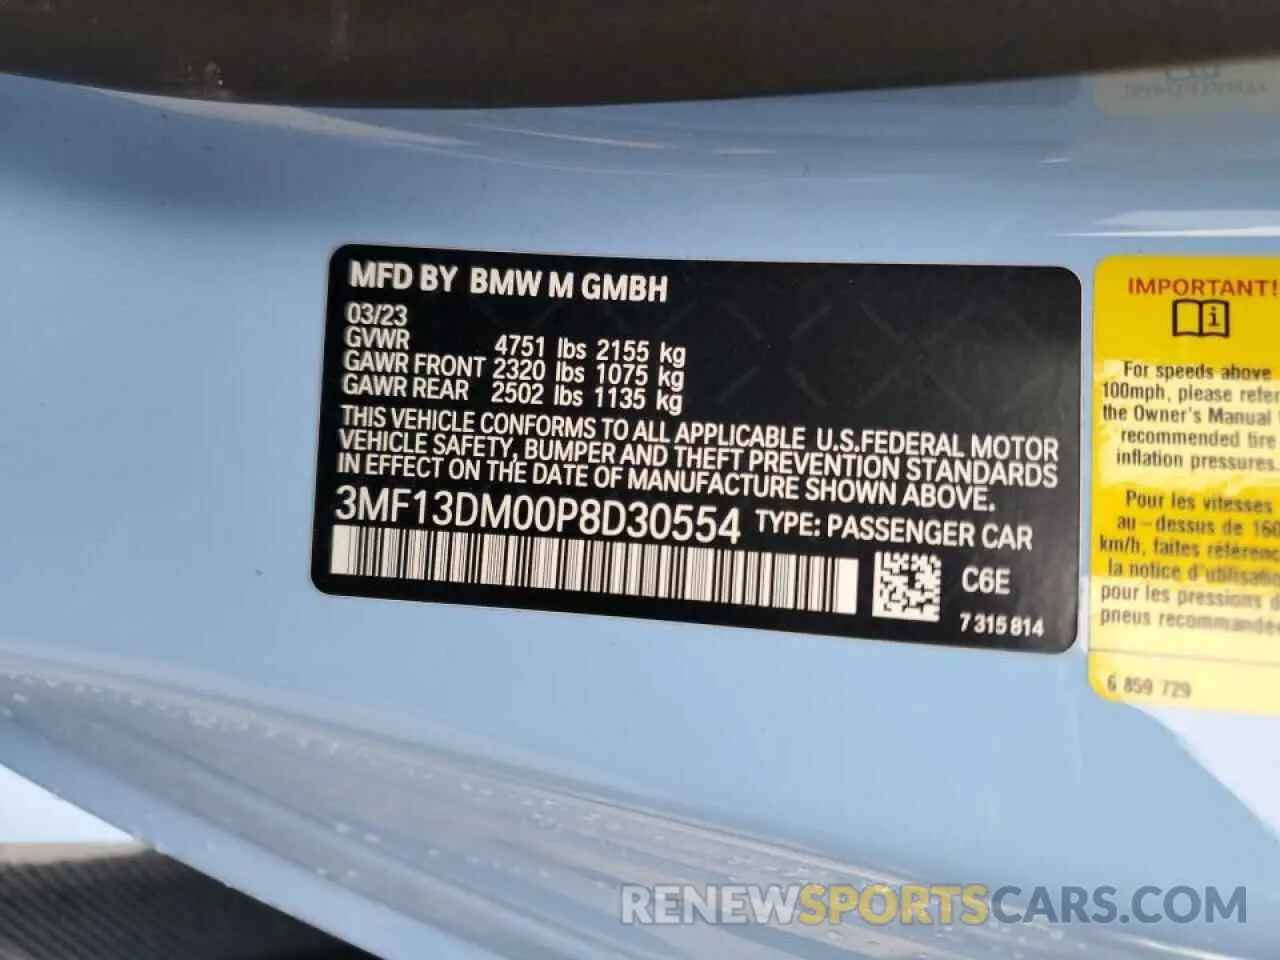 MFD BY BMW M GMBH
03/23
GVWR 4751 lbs 2155 kg
GAWR FRONT 2320 lbs 1075 kg
GAWR REAR 2502 lbs 1135 kg
THIS VEHICLE CONFORMS TO ALL APPLICABLE U.S.FEDERAL MOTOR
VEHICLE SAFETY, BUMPER AND THEFT PREVENTION STANDARDS
IN EFFECT ON THE DATE OF MANUFACTURE SHOWN ABOVE.
3MF13DM00P8D30554 TYPE: PASSENGER CAR
C6E
7 315 814
IMPORTANT!
i
For speeds above
100mph, please refer
the Owner's Manual
recommended tire
inflation pressures.
Pour les vitesses
au-dessus de 160
km/h, faites
la notice
pour les pressions
pneus
6 859 729
RENEWSPORTSCARS.COM